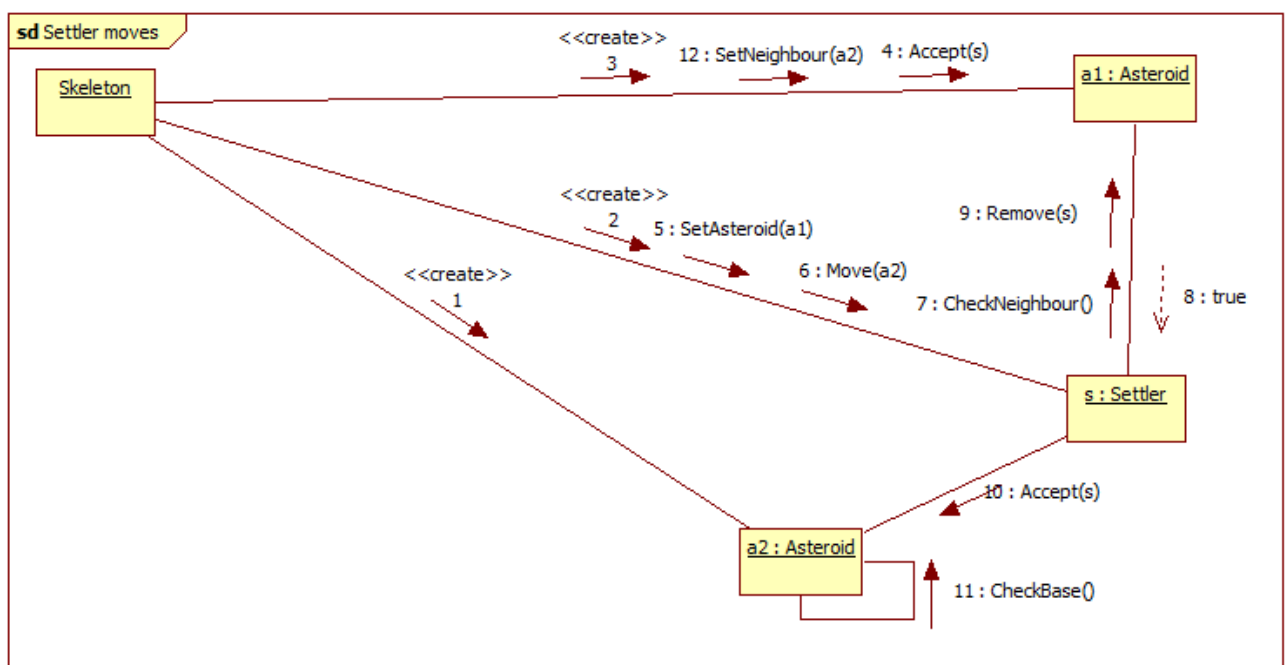 sd Settler moves
Skeleton
<<create>>
3
12 : SetNeighbour(a2)
4 : Accept(s)
a1 : Asteroid
<<create>>
2
5 : SetAsteroid(a1)
6 : Move(a2)
9 : Remove(s)
7 : CheckNeighbour()
8 : true
<<create>>
1
s : Settler
10 : Accept(s)
a2 : Asteroid
11 : CheckBase()